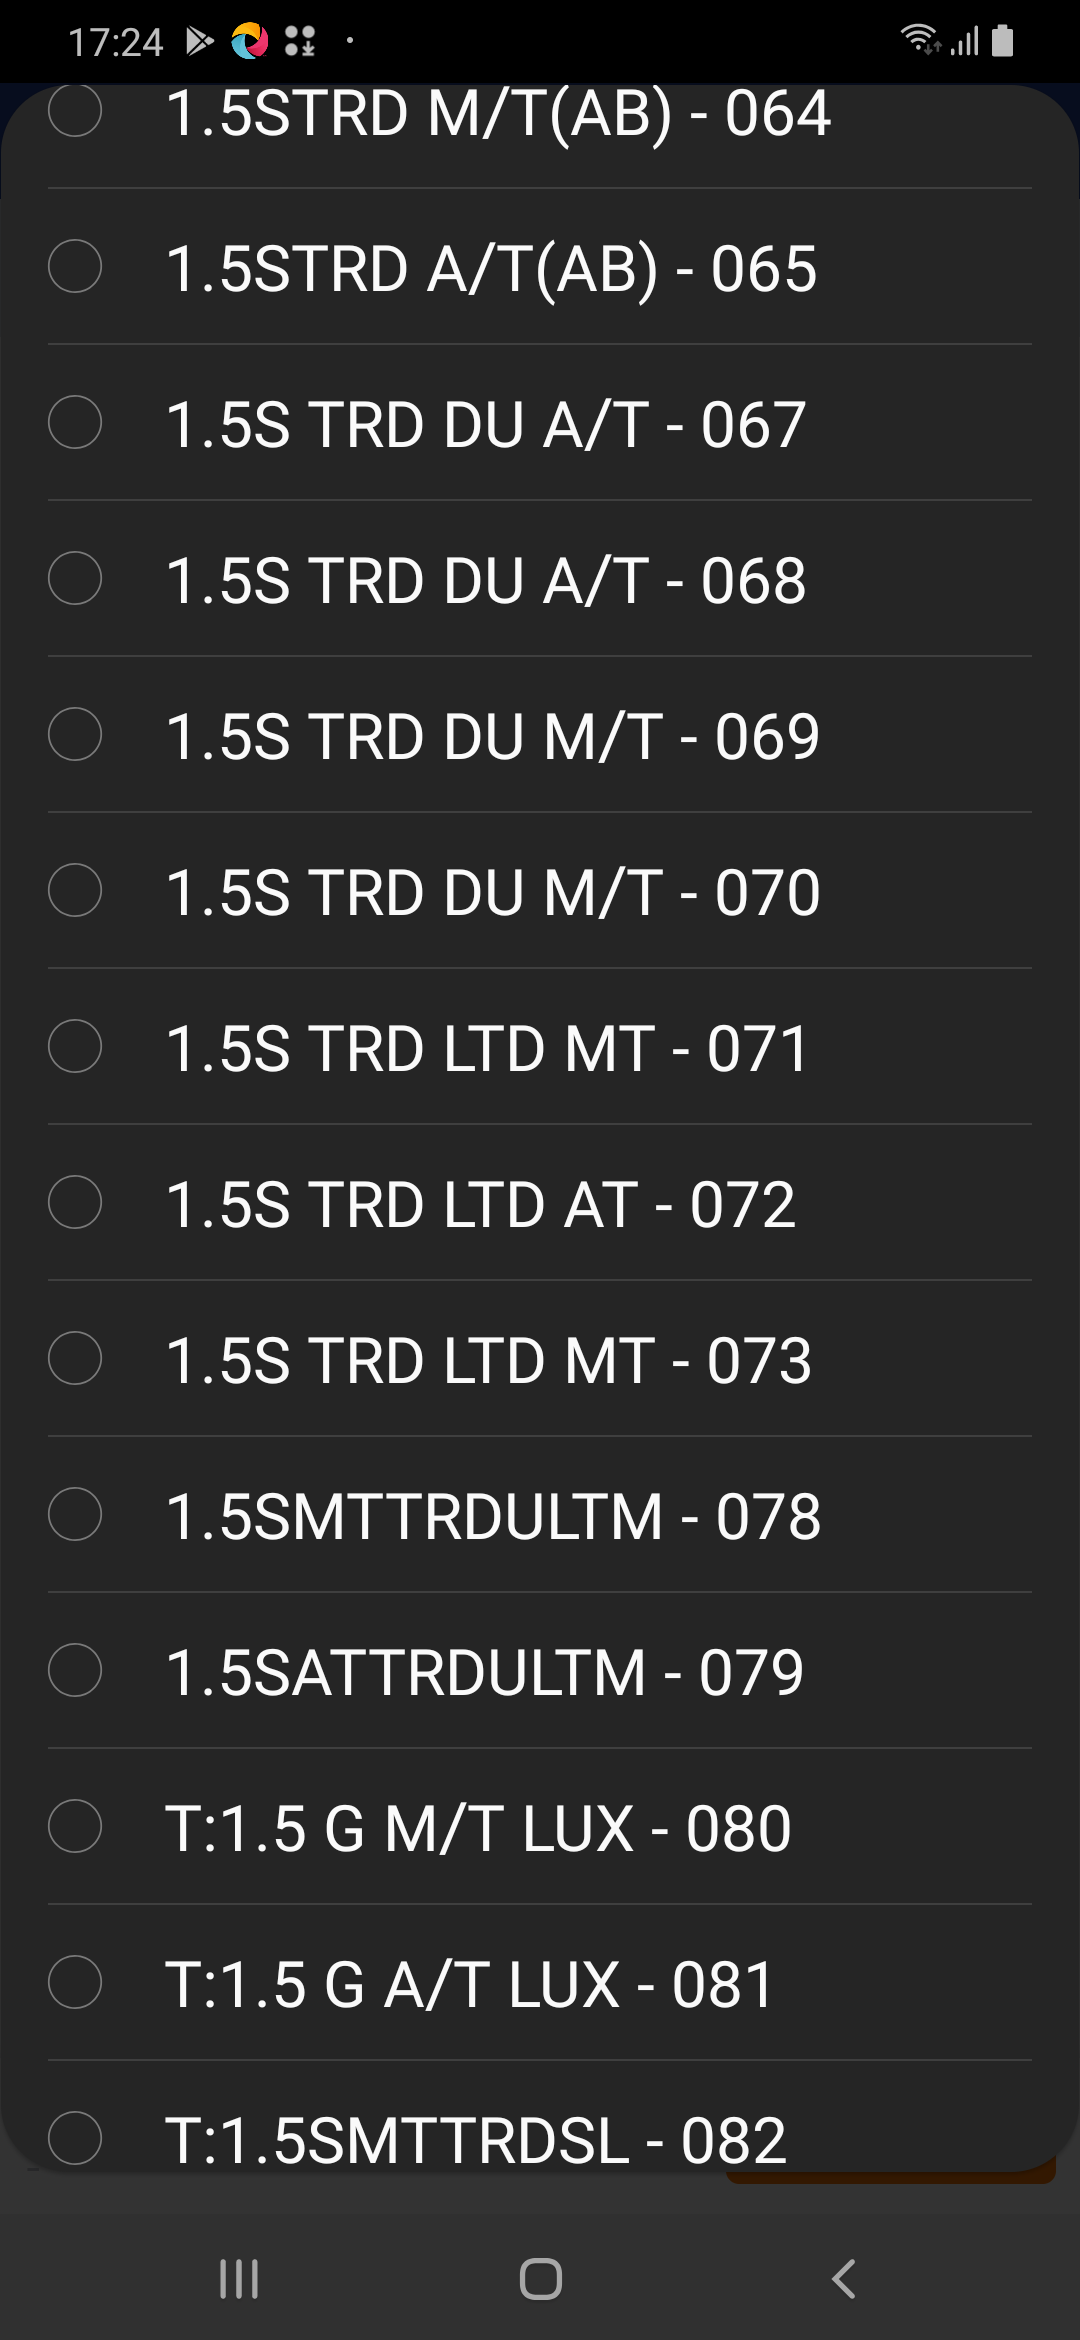 17:24
1.5STRD M/T(AB) - 064
1.5STRD A/T(AB) - 065
1.5S TRD DU A/T - 067
1.5S TRD DU A/T - 068
1.5S TRD DU M/T - 069
1.5S TRD DU M/T - 070
1.5S TRD LTD MT - 071
1.5S TRD LTD AT - 072
1.5S TRD LTD MT - 073
1.5SMTTRDULTM - 078
1.5SATTRDULTM - 079
T:1.5 G M/T LUX - 080
T:1.5 G A/T LUX - 081
T:1.5SMTTRDSL - 082